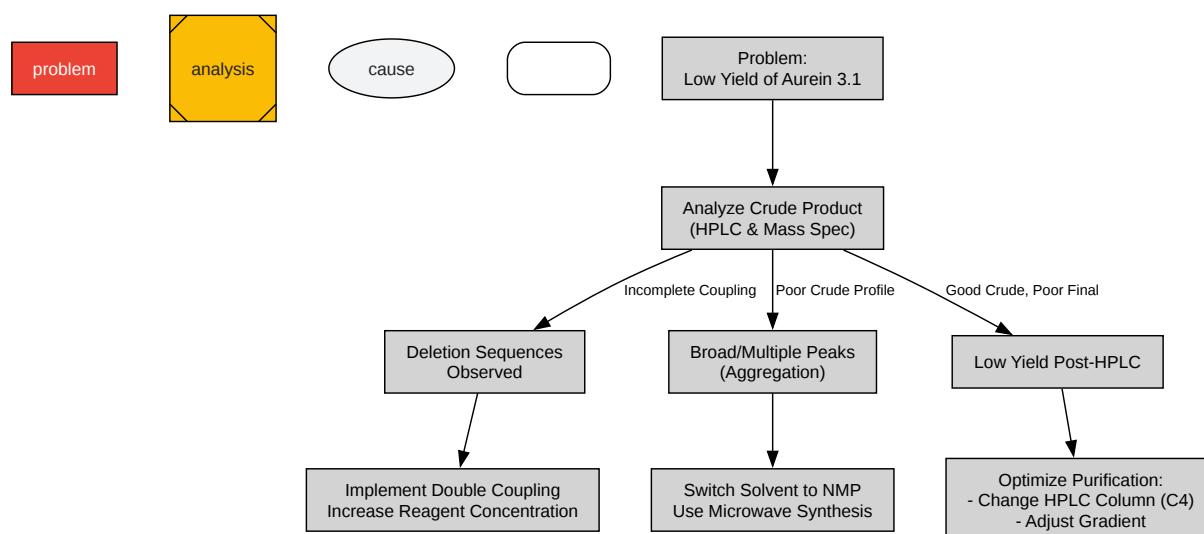 problem
analysis
cause
Problem:
Low Yield of Aurein 3.1
Analyze Crude Product
(HPLC & Mass Spec)
Incomplete Coupling
Poor Crude Profile
Good Crude, Poor Final
Deletion Sequences
Observed
Broad/Multiple Peaks
(Aggregation)
Low Yield Post-HPLC
Implement Double Coupling
Increase Reagent Concentration
Switch Solvent to NMP
Use Microwave Synthesis
Optimize Purification:
- Change HPLC Column (C4)
- Adjust Gradient